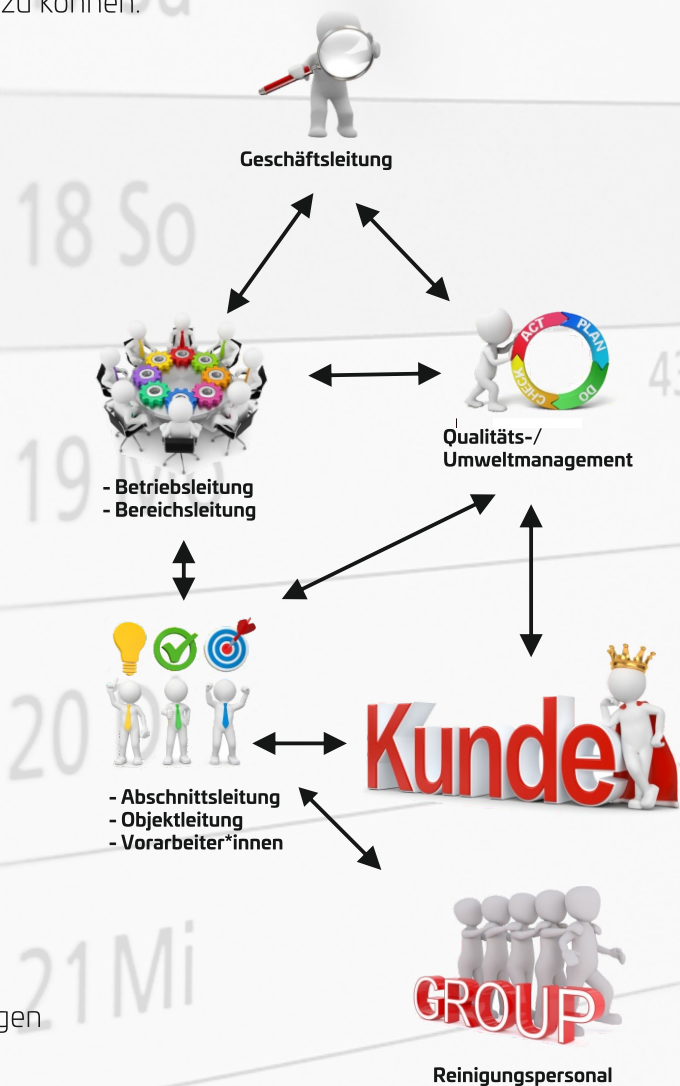 zu können.
Geschäftsleitung
18 So
ACT
PLAN
DO
CHECK
43
Qualitäts-/
Umweltmanagement
19 Mo
- Betriebsleitung
- Bereichsleitung
20 D
Kunde
- Abschnittsleitung
- Objektleitung
- Vorarbeiter*innen
21 Mi
GROUP
gen
Reinigungspersonal